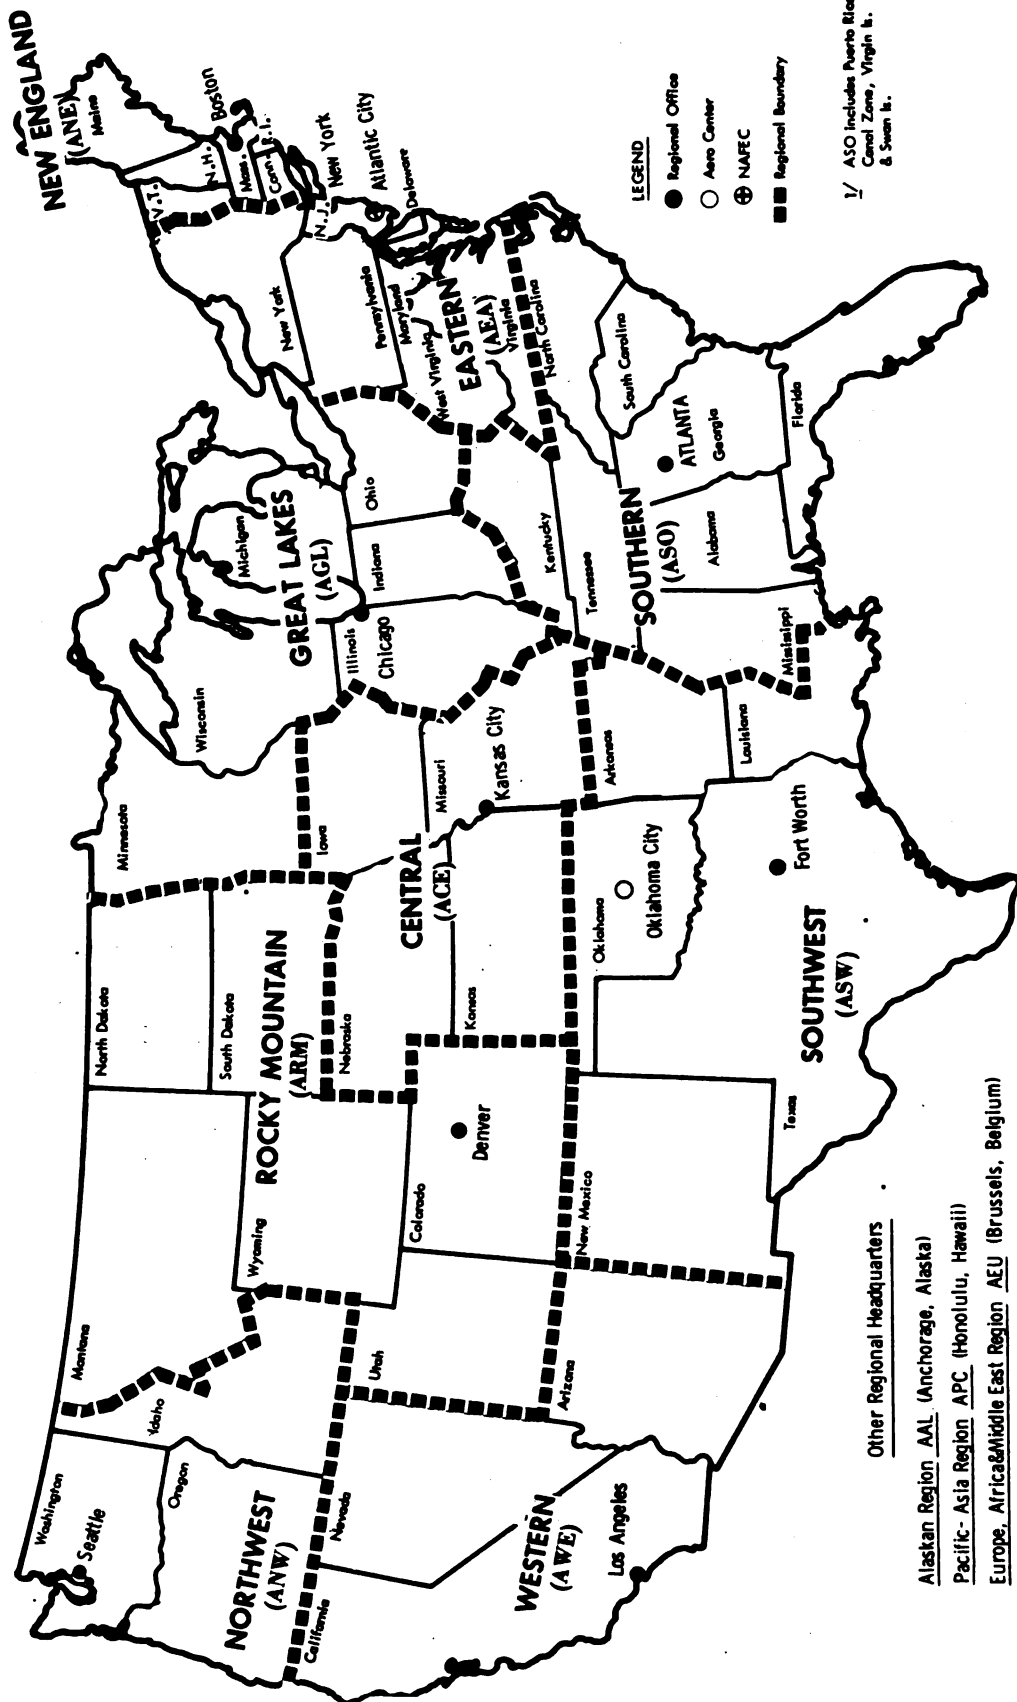 NEW ENGLAND
(ANE)
Maine
V.T.
N.H.
Boston
Mass.
Conn.
R.I.
New York
New York
N.J.
Atlantic City
Delaware
Pennsylvania
Maryland
West Virginia
EASTERN
(AEA)
Virginia
GREAT LAKES
(AGL)
Michigan
Ohio
Indiana
Illinois
Chicago
Wisconsin
Minnesota
North Carolina
South Carolina
ATLANTA
Georgia
Florida
Kentucky
Tennessee
SOUTHERN
(ASO)
Alabama
Mississippi
CENTRAL
(ACE)
Iowa
Missouri
Kansas City
Nebraska
Kansas
SOUTHWEST
(ASW)
Arkansas
Louisiana
Oklahoma
Oklahoma City
Fort Worth
Texas
New Mexico
ROCKY MOUNTAIN
(ARM)
North Dakota
South Dakota
Montana
Wyoming
Colorado
Denver
Utah
NORTHWEST
(ANW)
Washington
Seattle
Oregon
Idaho
WESTERN
(AWE)
California
Nevada
Arizona
Los Angeles
LEGEND
Regional Office
Aero Center
NAFEC
Regional Boundary
1/ ASO includes Puerto Rico
Canal Zone, Virgin Is.
& Swan Is.
Other Regional Headquarters
Alaskan Region AAL (Anchorage, Alaska)
Pacific- Asia Region APC (Honolulu, Hawaii)
Europe, Africa&Middle East Region AEU (Brussels, Belgium)